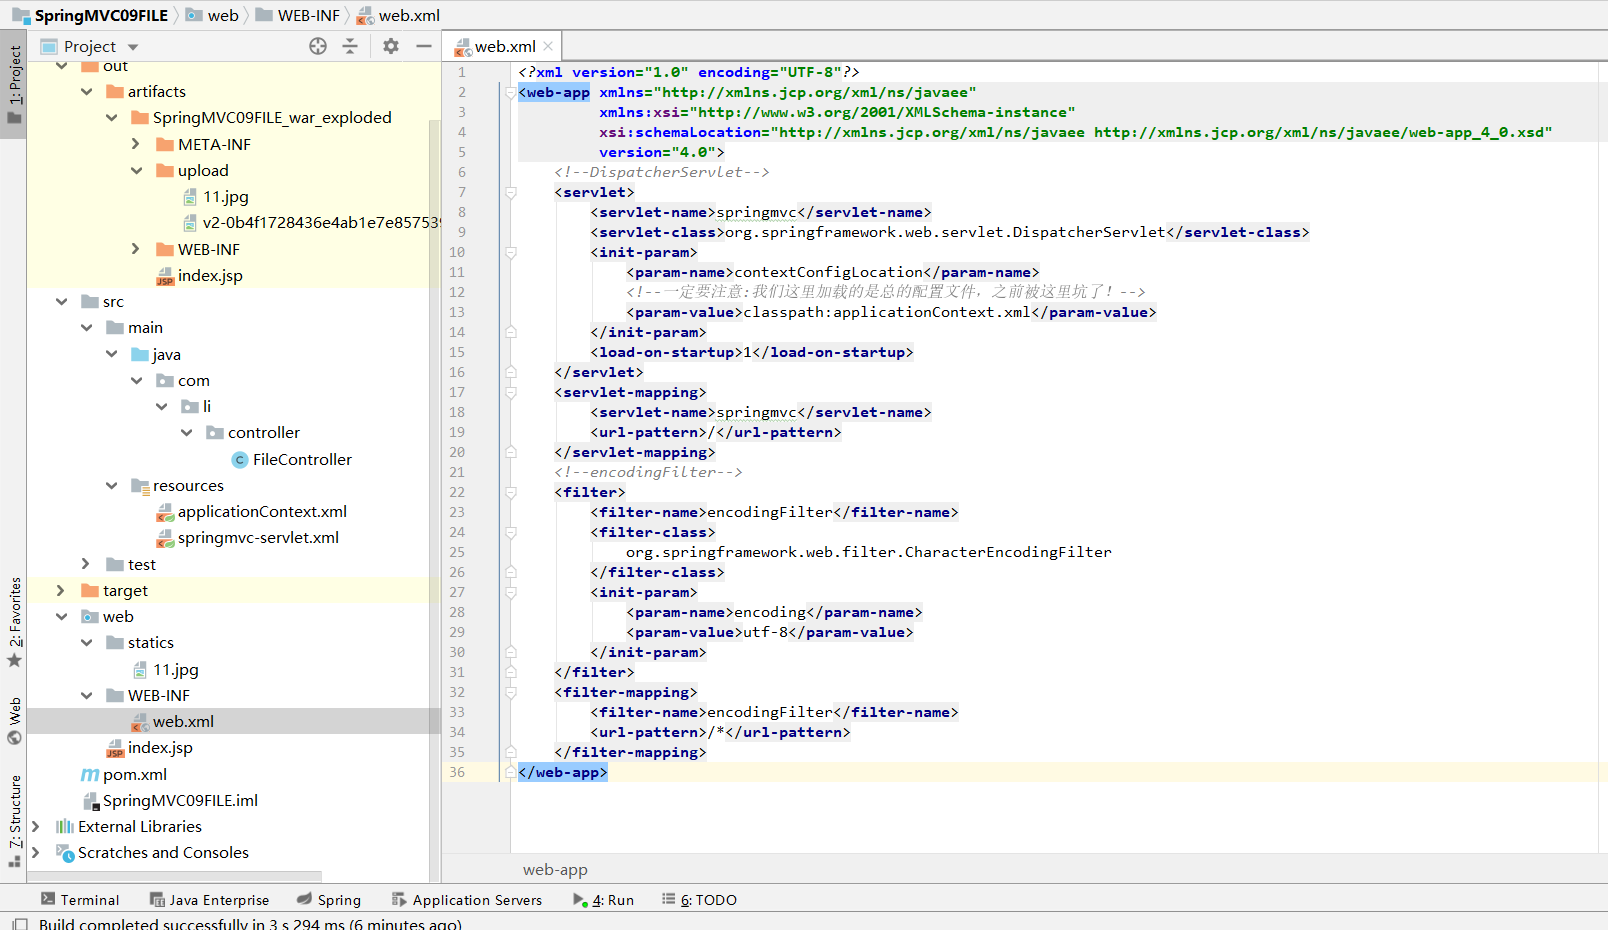 SpringMVC09FILE web WEB-INF web.xml
Project
1: Project
2: Favorites
Web
7: Structure
out
artifacts
SpringMVC09FILE_war_exploded
META-INF
upload
11.jpg
v2-0b4f1728436e4ab1e7e857539
WEB-INF
index.jsp
src
main
java
com
li
controller
FileController
resources
applicationContext.xml
springmvc-servlet.xml
test
target
web
statics
11.jpg
WEB-INF
web.xml
index.jsp
pom.xml
SpringMVC09FILE.iml
External Libraries
Scratches and Consoles
web.xml
1 <?xml version="1.0" encoding="UTF-8"?>
2 <web-app xmlns="http://xmlns.jcp.org/xml/ns/javaee"
3 xmlns:xsi="http://www.w3.org/2001/XMLSchema-instance"
4 xsi:schemaLocation="http://xmlns.jcp.org/xml/ns/javaee http://xmlns.jcp.org/xml/ns/javaee/web-app_4_0.xsd"
5 version="4.0">
6 <!--DispatcherServlet-->
7 <servlet>
8 <servlet-name>springmvc</servlet-name>
9 <servlet-class>org.springframework.web.servlet.DispatcherServlet</servlet-class>
10 <init-param>
11 <param-name>contextConfigLocation</param-name>
12 <!--一定要注意:我们这里加载的是总的配置文件，之前被这里坑了！-->
13 <param-value>classpath:applicationContext.xml</param-value>
14 </init-param>
15 <load-on-startup>1</load-on-startup>
16 </servlet>
17 <servlet-mapping>
18 <servlet-name>springmvc</servlet-name>
19 <url-pattern>/</url-pattern>
20 </servlet-mapping>
21 <!--encodingFilter-->
22 <filter>
23 <filter-name>encodingFilter</filter-name>
24 <filter-class>
25 org.springframework.web.filter.CharacterEncodingFilter
26 </filter-class>
27 <init-param>
28 <param-name>encoding</param-name>
29 <param-value>utf-8</param-value>
30 </init-param>
31 </filter>
32 <filter-mapping>
33 <filter-name>encodingFilter</filter-name>
34 <url-pattern>/*</url-pattern>
35 </filter-mapping>
36 </web-app>
web-app
Terminal Java Enterprise Spring Application Servers 4: Run 6: TODO
Build completed successfully in 3 s 294 ms (6 minutes ago)